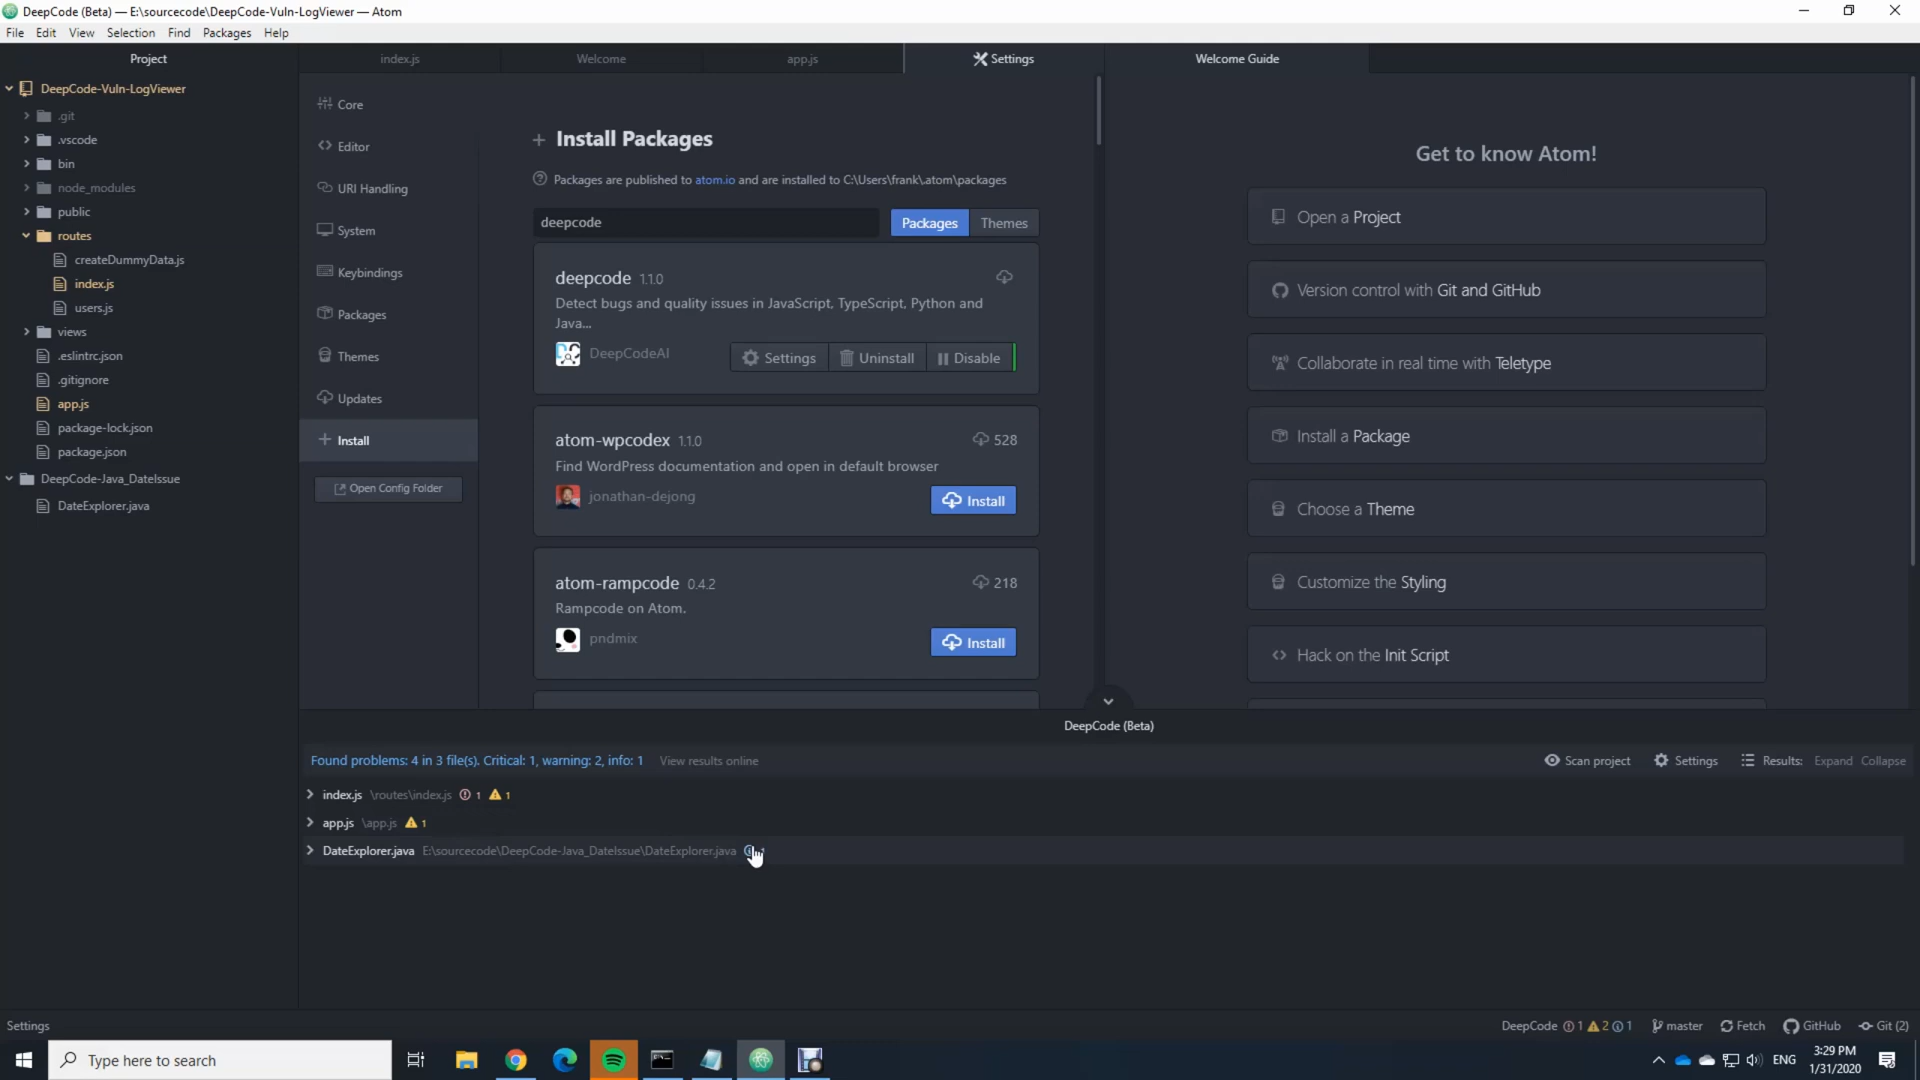 DeepCode (Beta) — E:\sourcecode\DeepCode-Vuln-LogViewer — Atom
File Edit View Selection Find Packages Help
Project
index.js
Welcome
app.js
Settings
Welcome Guide
DeepCode-Vuln-LogViewer
.git
.vscode
bin
node_modules
public
routes
createDummyData.js
index.js
users.js
views
.eslintrc.json
.gitignore
app.js
package-lock.json
package.json
DeepCode-Java_DateIssue
DateExplorer.java
Core
Editor
URI Handling
System
Keybindings
Packages
Themes
Updates
Install
Open Config Folder
Install Packages
Packages are published to atom.io and are installed to C:\Users\frank\.atom\packages
deepcode
Packages Themes
deepcode 1.1.0
Detect bugs and quality issues in JavaScript, TypeScript, Python and
Java...
DeepCodeAI
Settings Uninstall Disable
atom-wpcodex 1.1.0 528
Find WordPress documentation and open in default browser
jonathan-dejong
Install
atom-rampcode 0.4.2 218
Rampcode on Atom.
pndmix
Install
Get to know Atom!
Open a Project
Version control with Git and GitHub
Collaborate in real time with Teletype
Install a Package
Choose a Theme
Customize the Styling
Hack on the Init Script
DeepCode (Beta)
Found problems: 4 in 3 file(s). Critical: 1, warning: 2, info: 1 View results online
Scan project Settings Results: Expand Collapse
index.js \routes\index.js 1 1
app.js \app.js 1
DateExplorer.java E:\sourcecode\DeepCode-Java_DateIssue\DateExplorer.java
Settings
DeepCode 1 2 1 master Fetch GitHub Git (2)
Type here to search
ENG
3:29 PM
1/31/2020